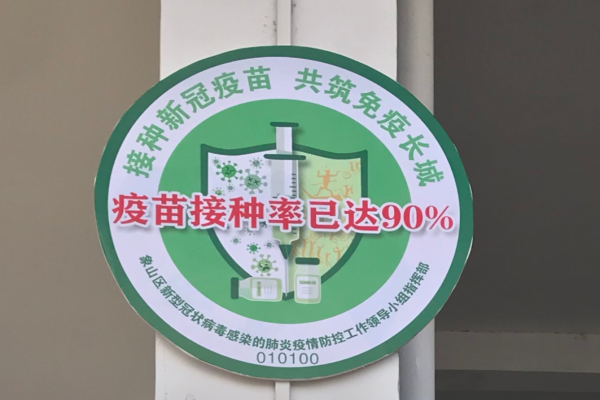 接种新冠疫苗 共筑免疫长城
疫苗接种率已达90%
象山区新型冠状病毒感染的肺炎疫情防控工作领导小组指挥部
010100